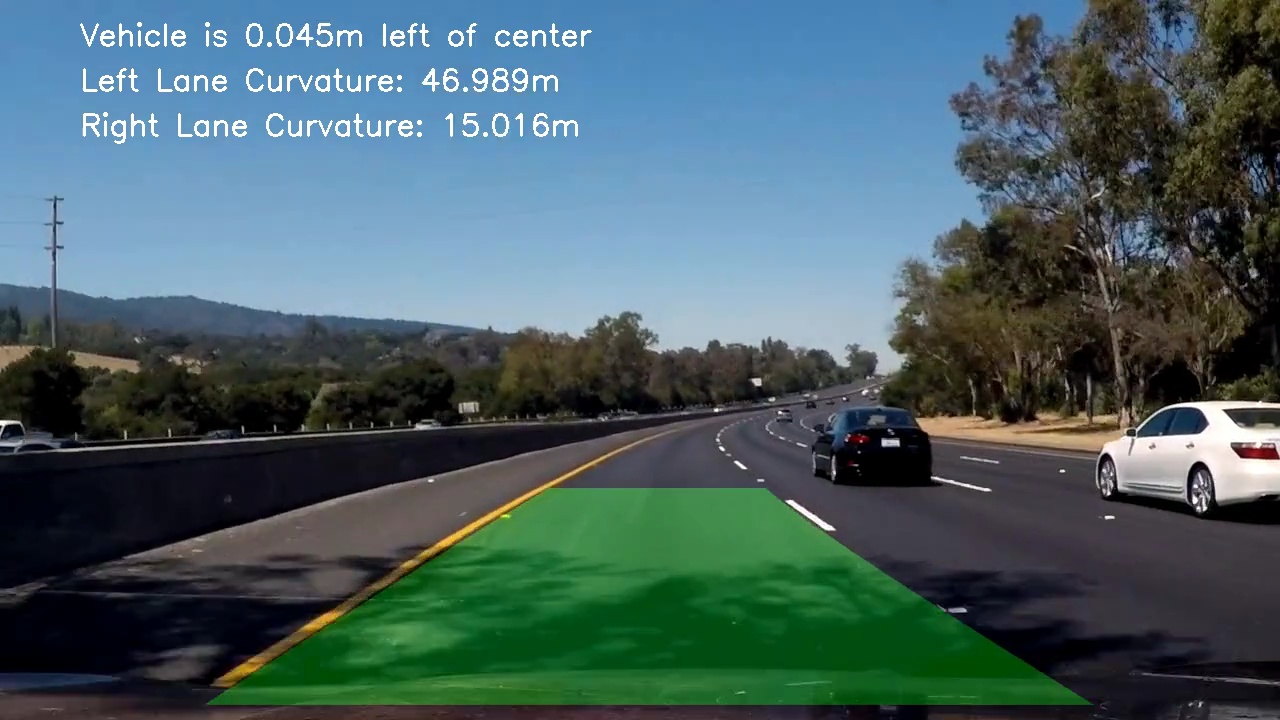 Vehicle is 0.045m left of center
Left Lane Curvature: 46.989m
Right Lane Curvature: 15.016m